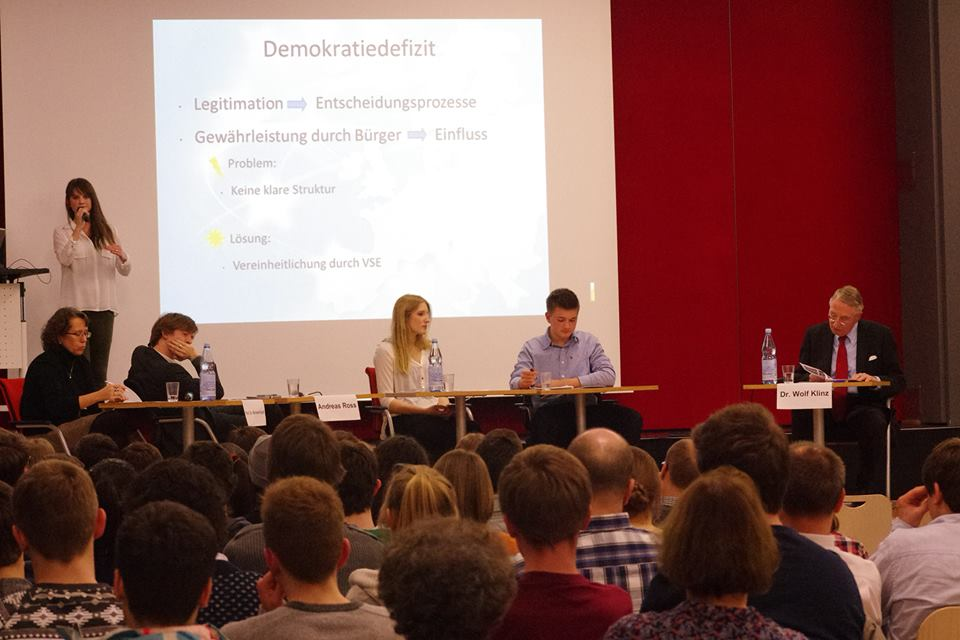 Demokratiedefizit
Legitimation ➡ Entscheidungsprozesse
Gewährleistung durch Bürger ➡ Einfluss
Problem:
Keine klare Struktur
Lösung:
Vereinheitlichung durch VSE
Andreas Ross
Dr. Wolf Klinz